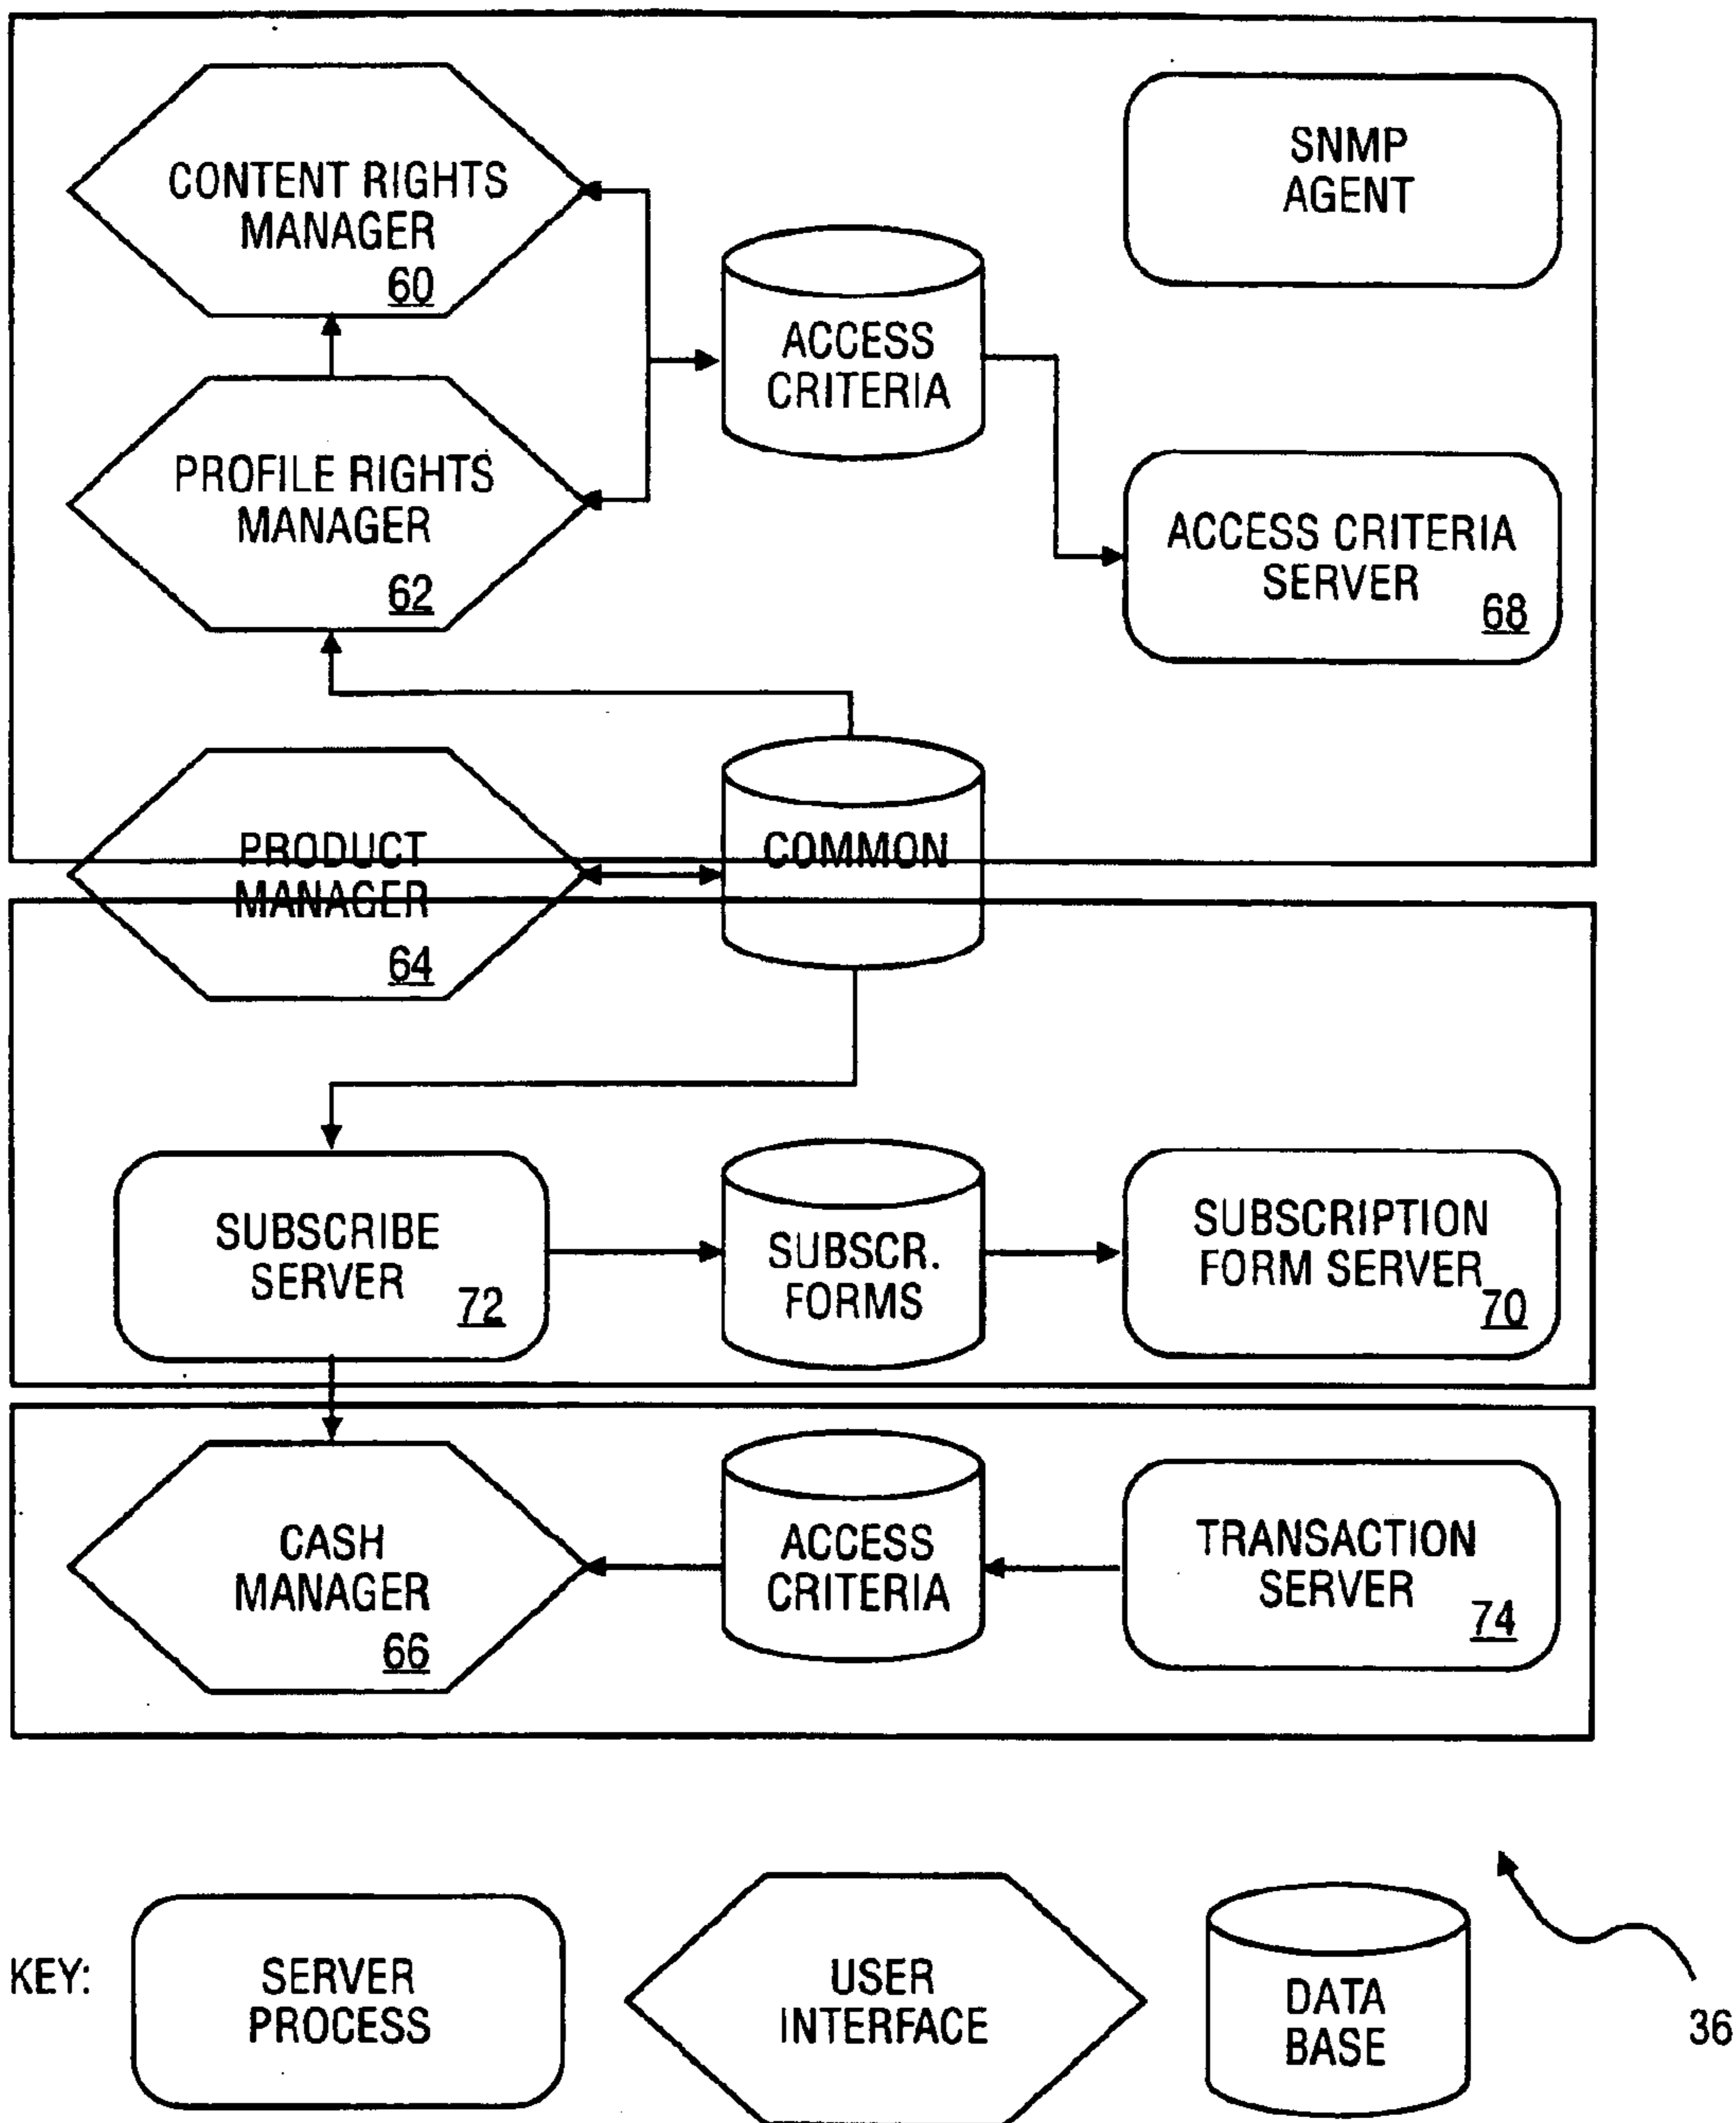 CONTENT RIGHTS
MANAGER
60
SNMP
AGENT
ACCESS
CRITERIA
PROFILE RIGHTS
MANAGER
62
ACCESS CRITERIA
SERVER
68
PRODUCT
MANAGER
64
COMMON
SUBSCRIBE
SERVER
72
SUBSCR.
FORMS
SUBSCRIPTION
FORM SERVER
70
CASH
MANAGER
66
ACCESS
CRITERIA
TRANSACTION
SERVER
74
KEY:
SERVER
PROCESS
USER
INTERFACE
DATA
BASE
36